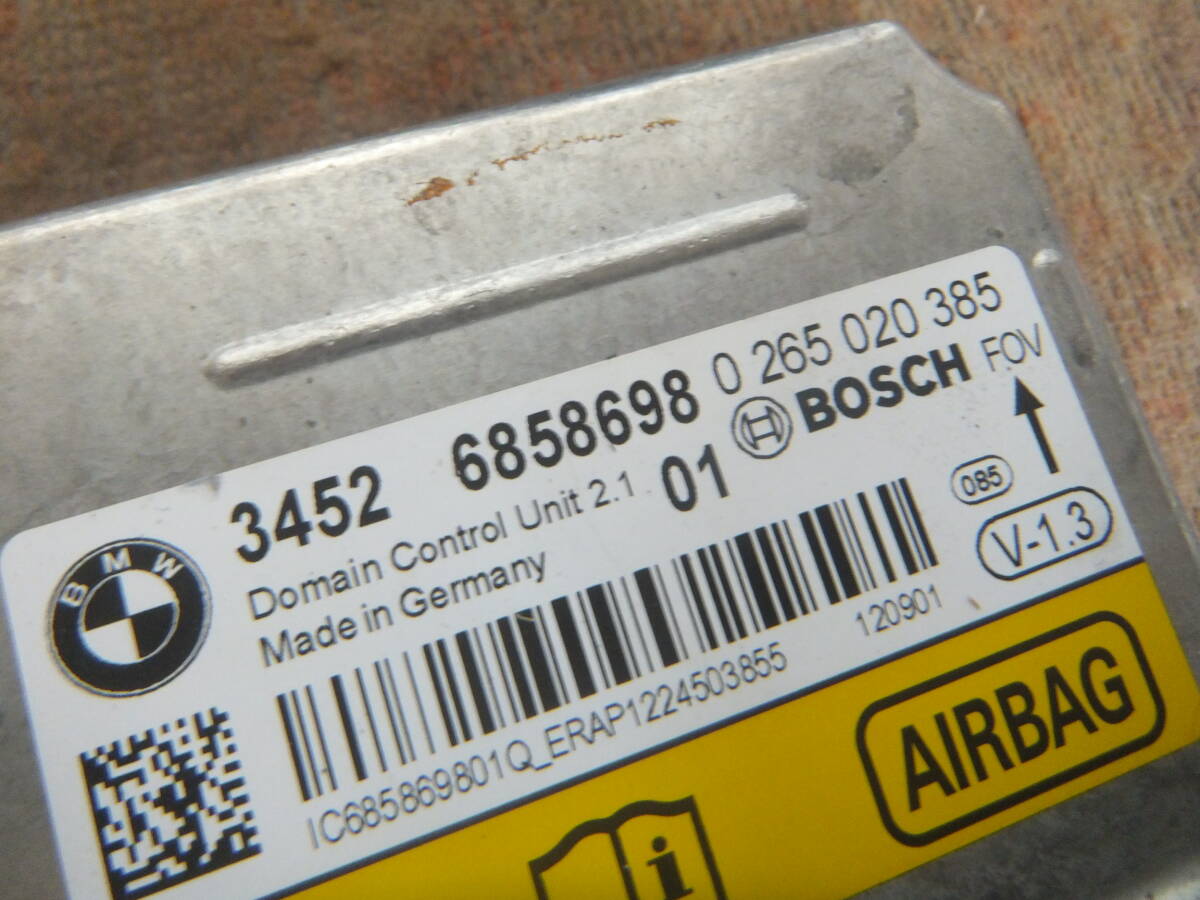 3452 6858698 0 265 020 385
Domain Control Unit 2.1 01 BOSCH FOV
Made in Germany
085
V-1.3
BMW
120901
IC685869801Q_ERAP1224503855
AIRBAG
i